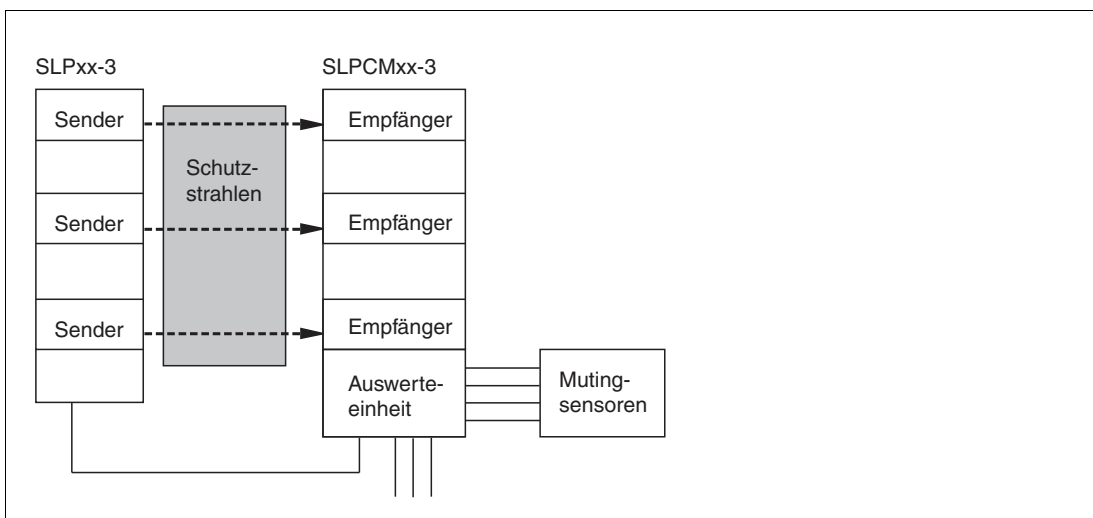 SLPxx-3
SLPCMxx-3
Sender
Empfänger
Schutz-
strahlen
Sender
Empfänger
Sender
Empfänger
Auswerte-
einheit
Muting-
sensoren